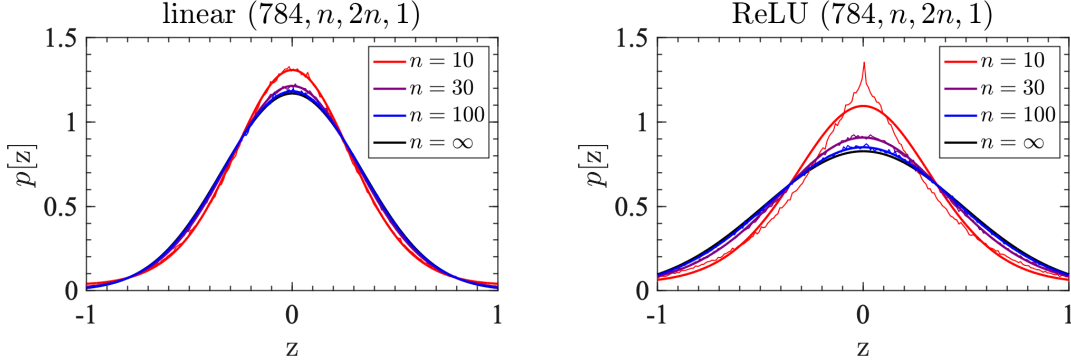 linear (784, n, 2n, 1)
1.5
1
0.5
0
p[z]
-1
0
1
z
n = 10
n = 30
n = 100
n = ∞
ReLU (784, n, 2n, 1)
1.5
1
0.5
0
p[z]
-1
0
1
z
n = 10
n = 30
n = 100
n = ∞